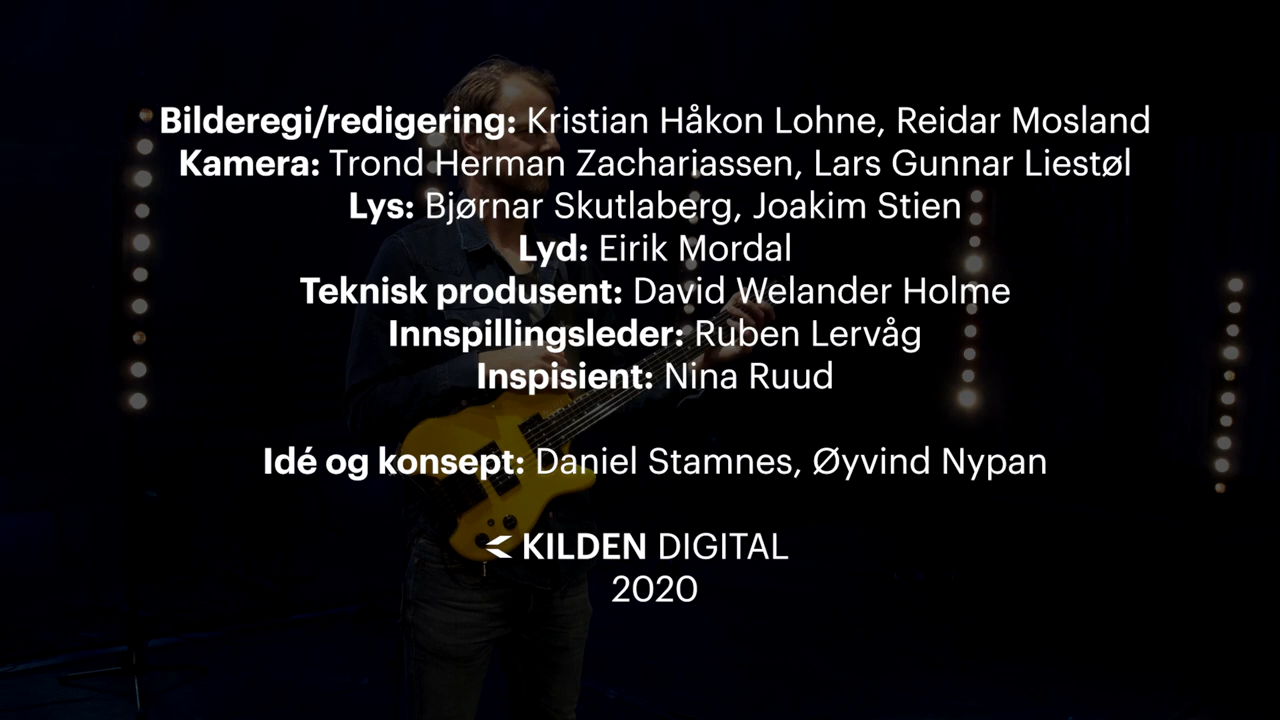 Bilderegi/redigering: Kristian Håkon Lohne, Reidar Mosland
Kamera: Trond Herman Zachariassen, Lars Gunnar Liestøl
Lys: Bjørnar Skutlaberg, Joakim Stien
Lyd: Eirik Mordal
Teknisk produsent: David Welander Holme
Innspillingsleder: Ruben Lervåg
Inspisient: Nina Ruud
Idé og konsept: Daniel Stamnes, Øyvind Nypan
KILDEN DIGITAL
2020